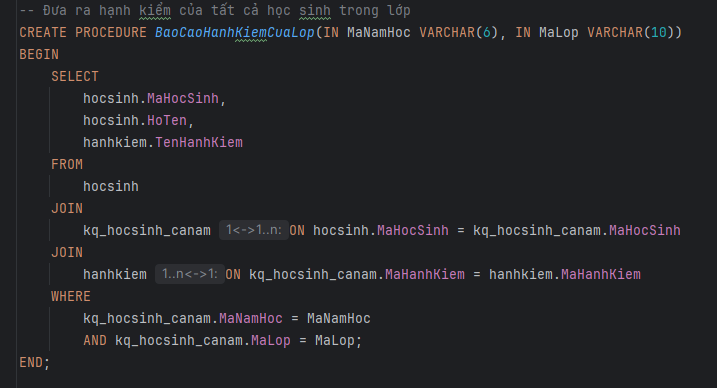 -- Đưa ra hạnh kiểm của tất cả học sinh trong lớp
CREATE PROCEDURE BaoCaoHanhKiemCuaLop(IN MaNamHoc VARCHAR(6), IN MaLop VARCHAR(10))
BEGIN
    SELECT
        hocsinh.MaHocSinh,
        hocsinh.HoTen,
        hanhkiem.TenHanhKiem
    FROM
        hocsinh
    JOIN
        kq_hocsinh_canam 1<->1..n: ON hocsinh.MaHocSinh = kq_hocsinh_canam.MaHocSinh
    JOIN
        hanhkiem 1..n<->1: ON kq_hocsinh_canam.MaHanhKiem = hanhkiem.MaHanhKiem
    WHERE
        kq_hocsinh_canam.MaNamHoc = MaNamHoc
        AND kq_hocsinh_canam.MaLop = MaLop;
END;